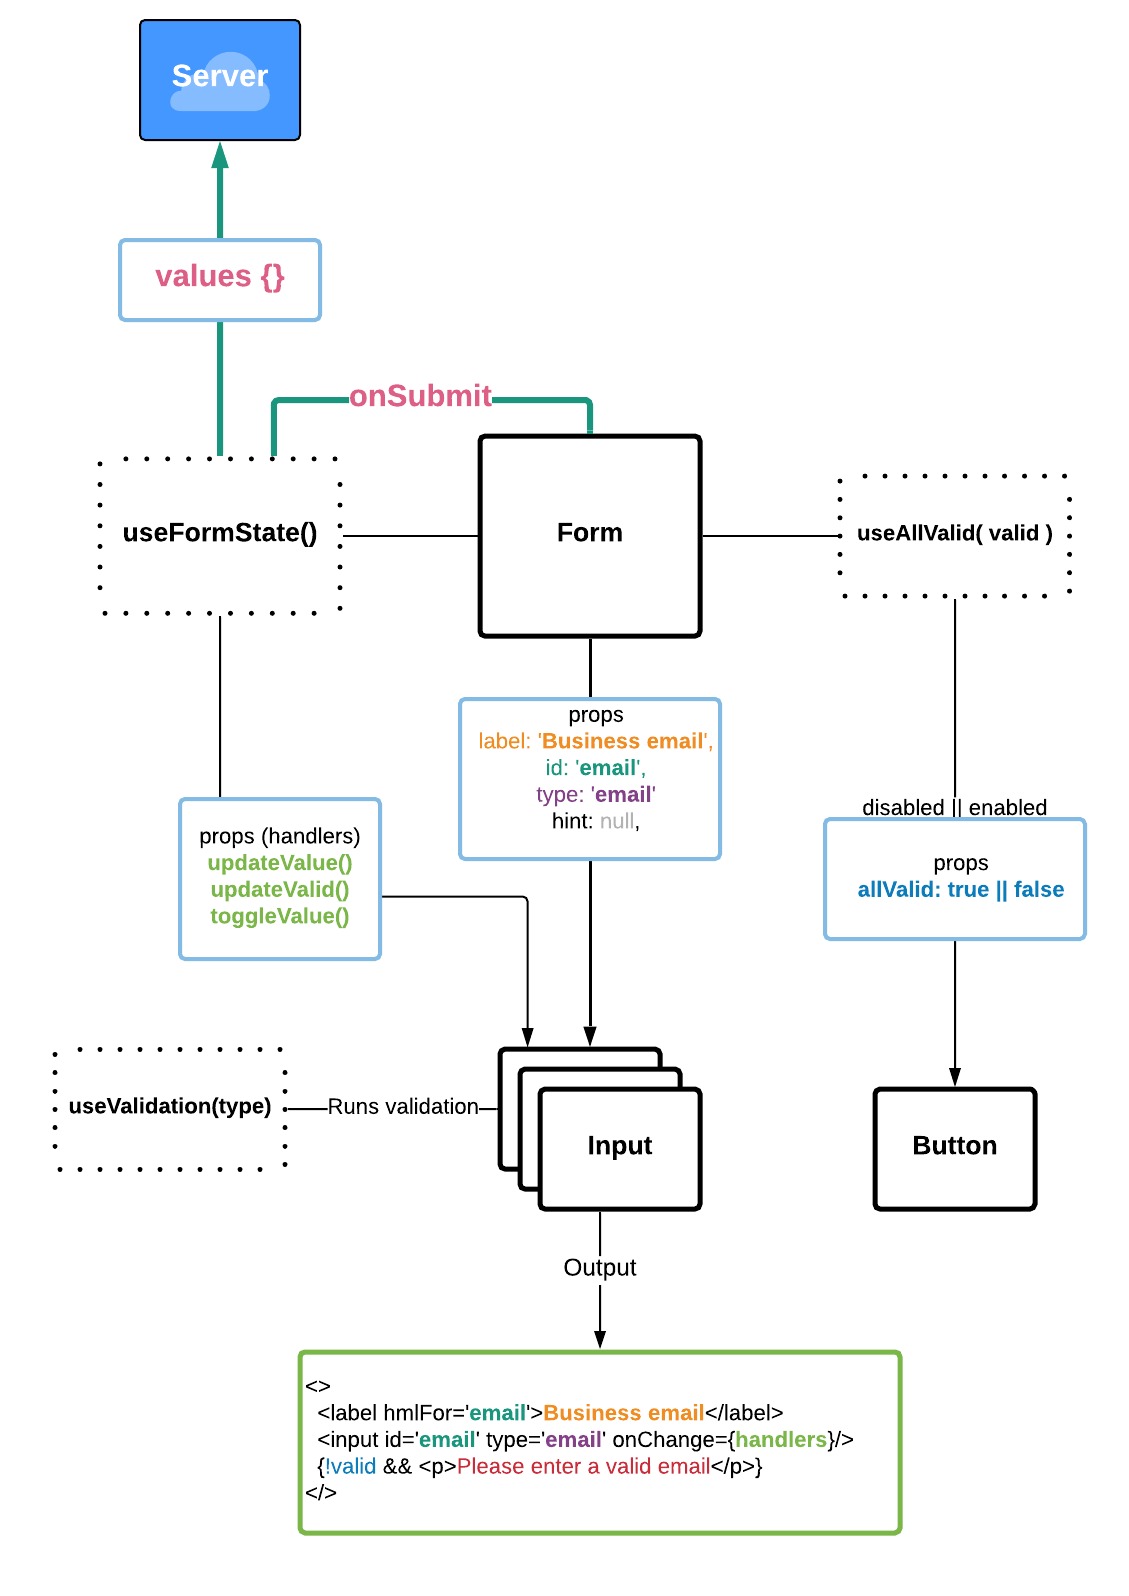 Server
values {}
onSubmit
useFormState()
Form
useAllValid( valid )
props
label: 'Business email',
id: 'email',
type: 'email'
hint: null,
props (handlers)
updateValue()
updateValid()
toggleValue()
disabled || enabled
props
allValid: true || false
useValidation(type)
Runs validation
Input
Button
Output
<>
<label hmlFor='email'>Business email</label>
<input id='email' type='email' onChange={handlers}/>
{!valid && <p>Please enter a valid email</p>}
</>